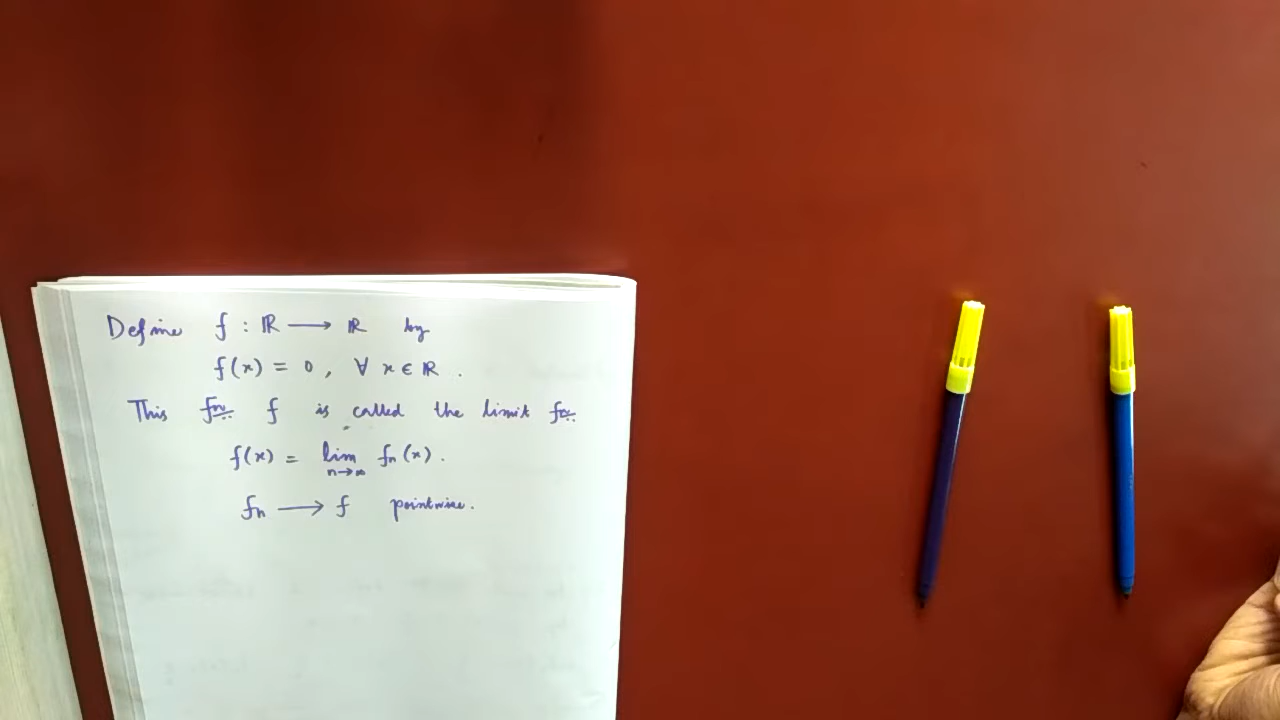 Define f : ℝ ⟶ ℝ by
f(x) = 0, ∀ x ∈ ℝ.
This fn f is called the limit fn
f(x) = lim n→∞ fn(x).
fn ⟶ f pointwise.